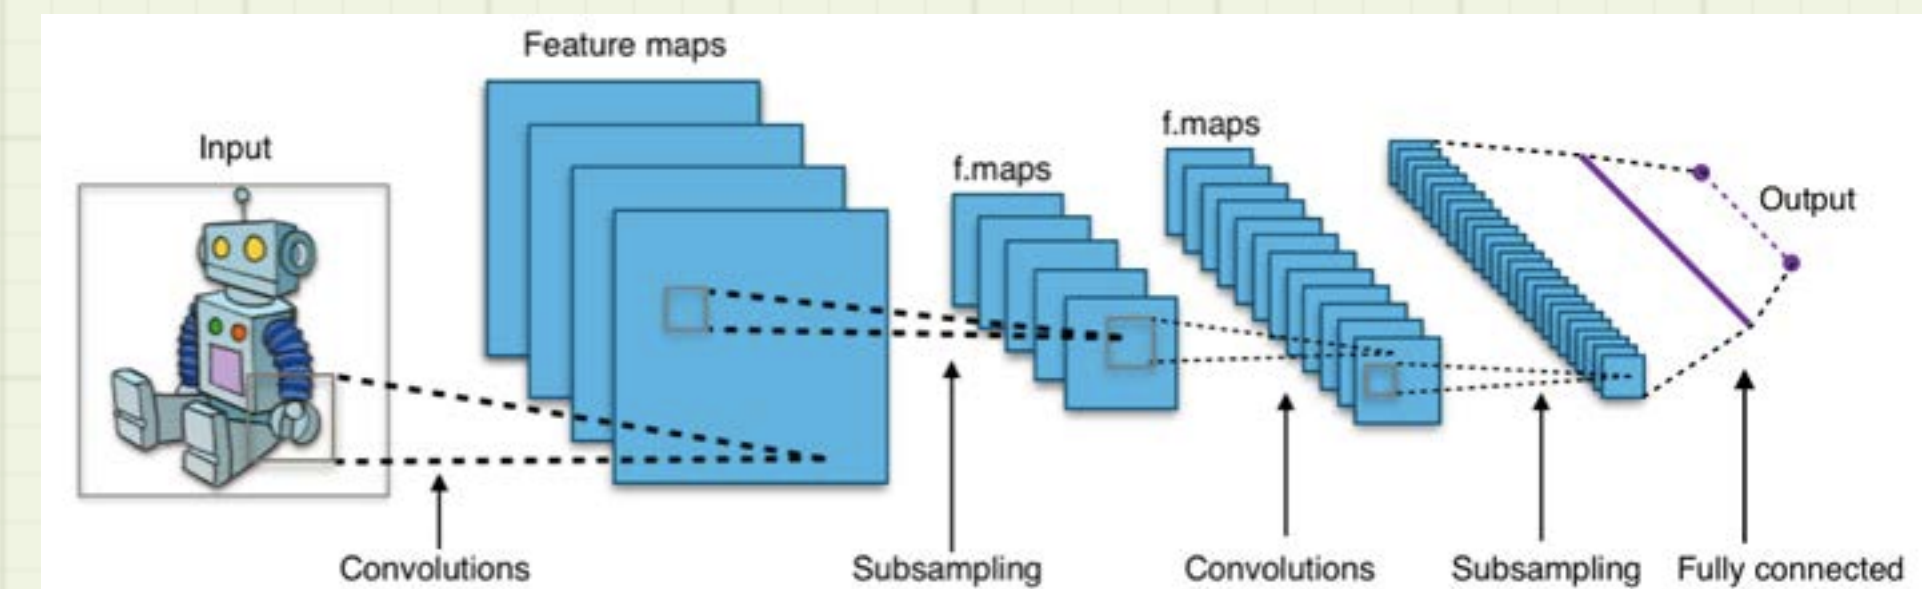 Feature maps
Input
f.maps
f.maps
Output
Convolutions
Subsampling
Convolutions
Subsampling
Fully connected